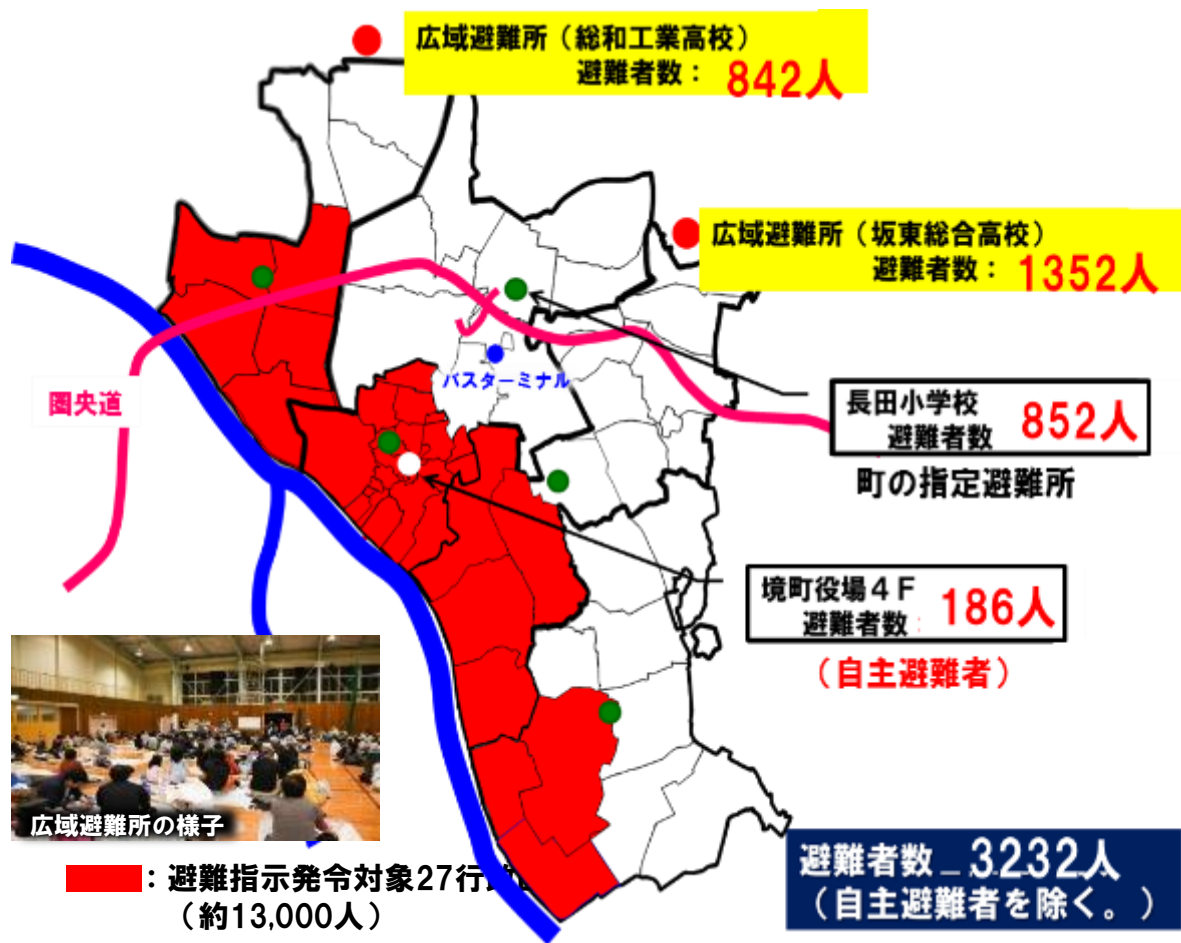 広域避難所（総和工業高校）
避難者数： 842人
広域避難所（坂東総合高校）
避難者数： 1352人
圏央道
バスターミナル
長田小学校
避難者数 852人
町の指定避難所
境町役場４Ｆ
避難者数： 186人
（自主避難者）
広域避難所の様子
：避難指示発令対象27行
（約13,000人）
避難者数 3232人
（自主避難者を除く。）